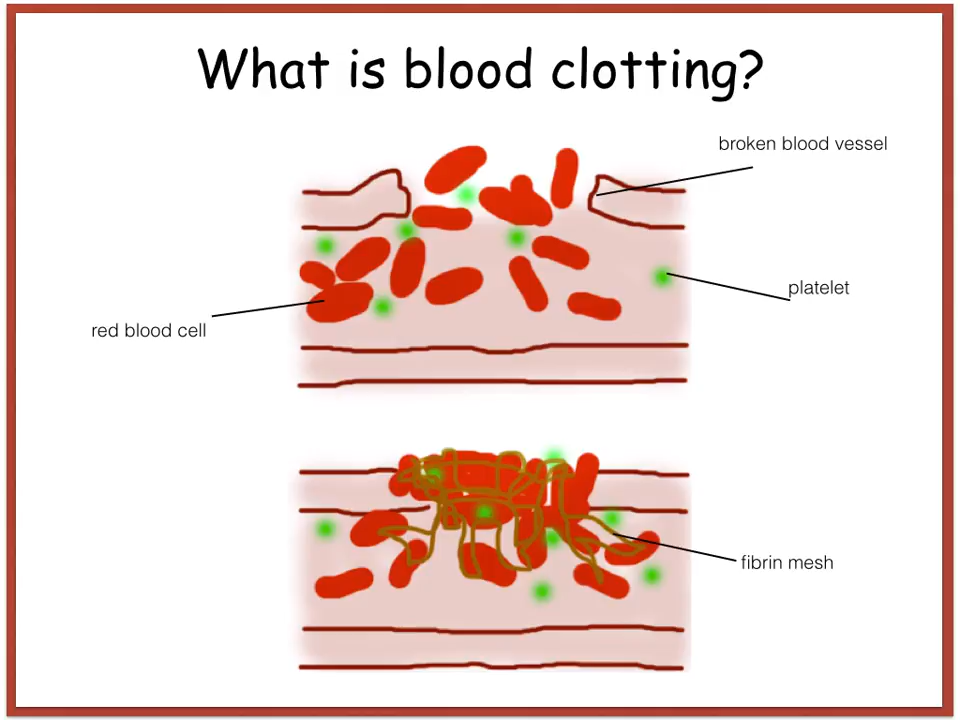 What is blood clotting?
broken blood vessel
platelet
red blood cell
fibrin mesh